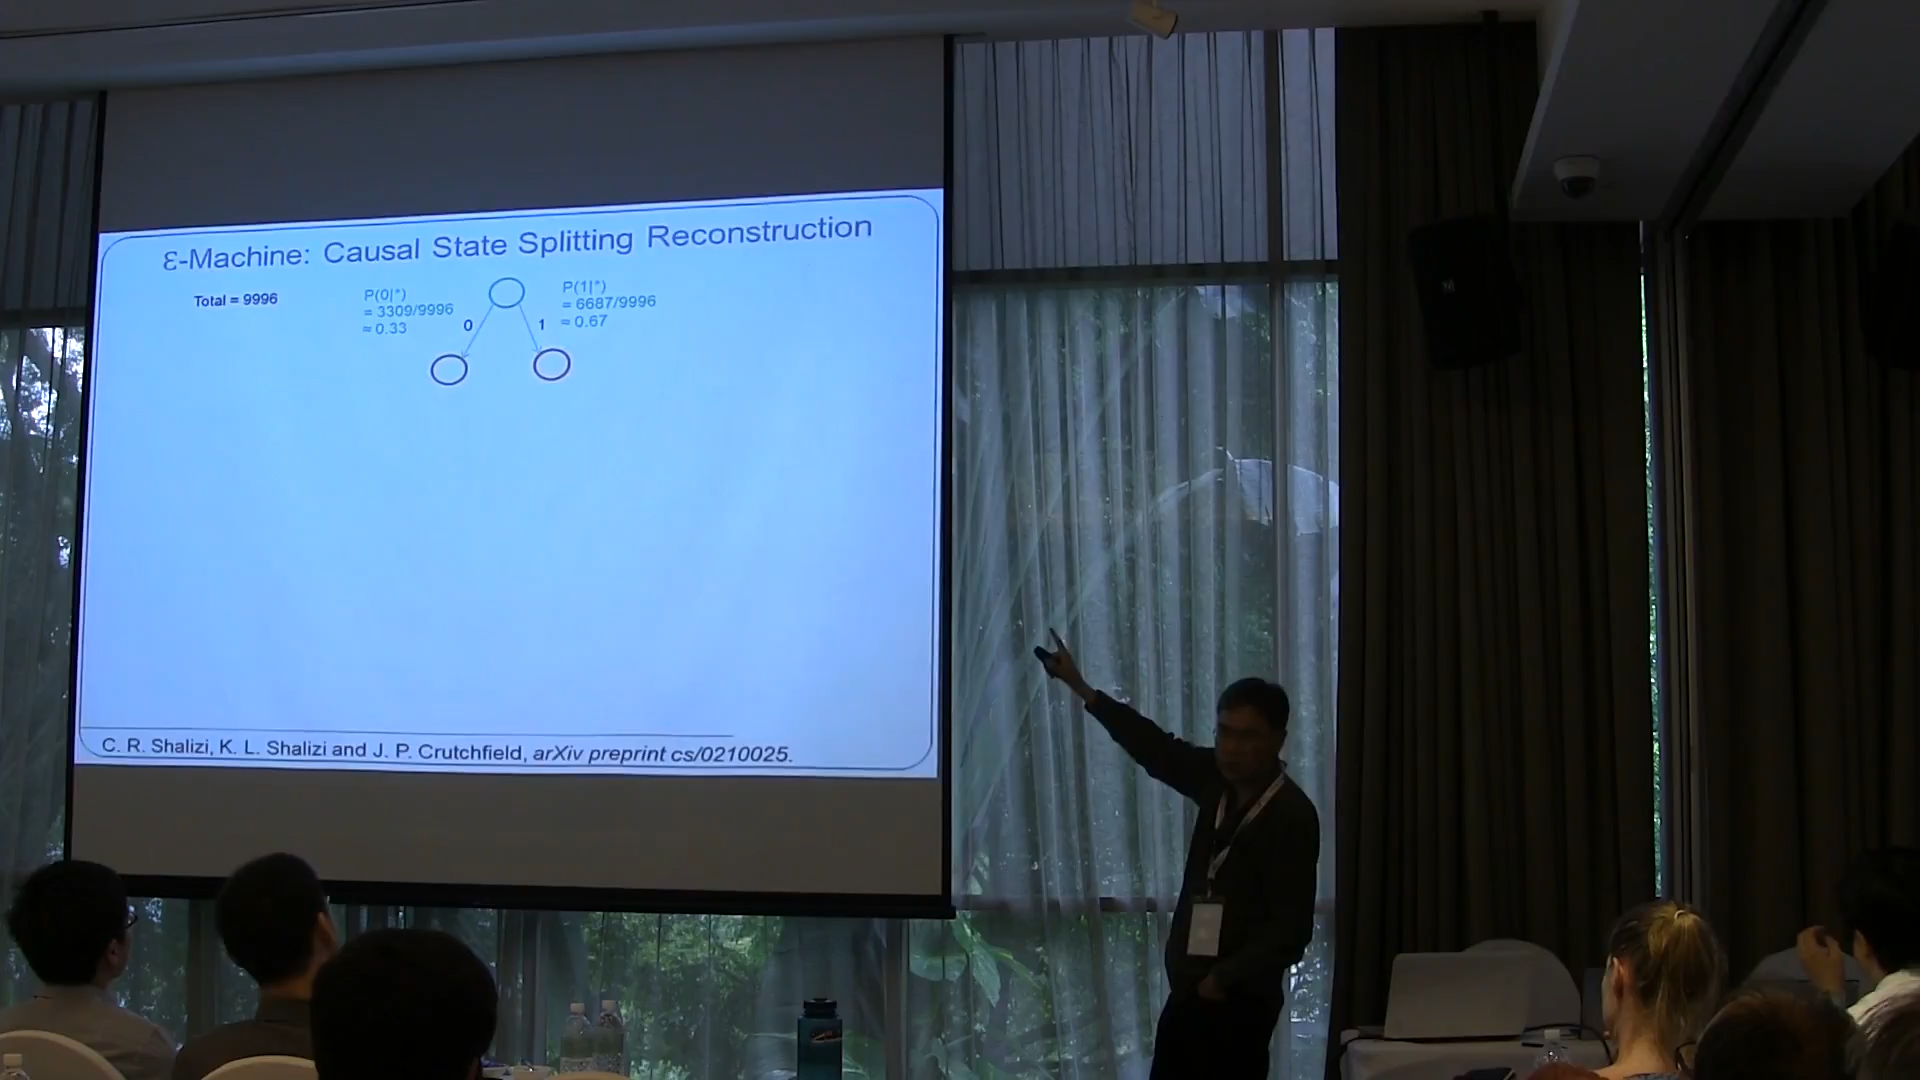 ε-Machine: Causal State Splitting Reconstruction
Total = 9996
P(0|*)
= 3309/9996
≈ 0.33
0
1
P(1|*)
= 6687/9996
≈ 0.67
C. R. Shalizi, K. L. Shalizi and J. P. Crutchfield, arXiv preprint cs/0210025.